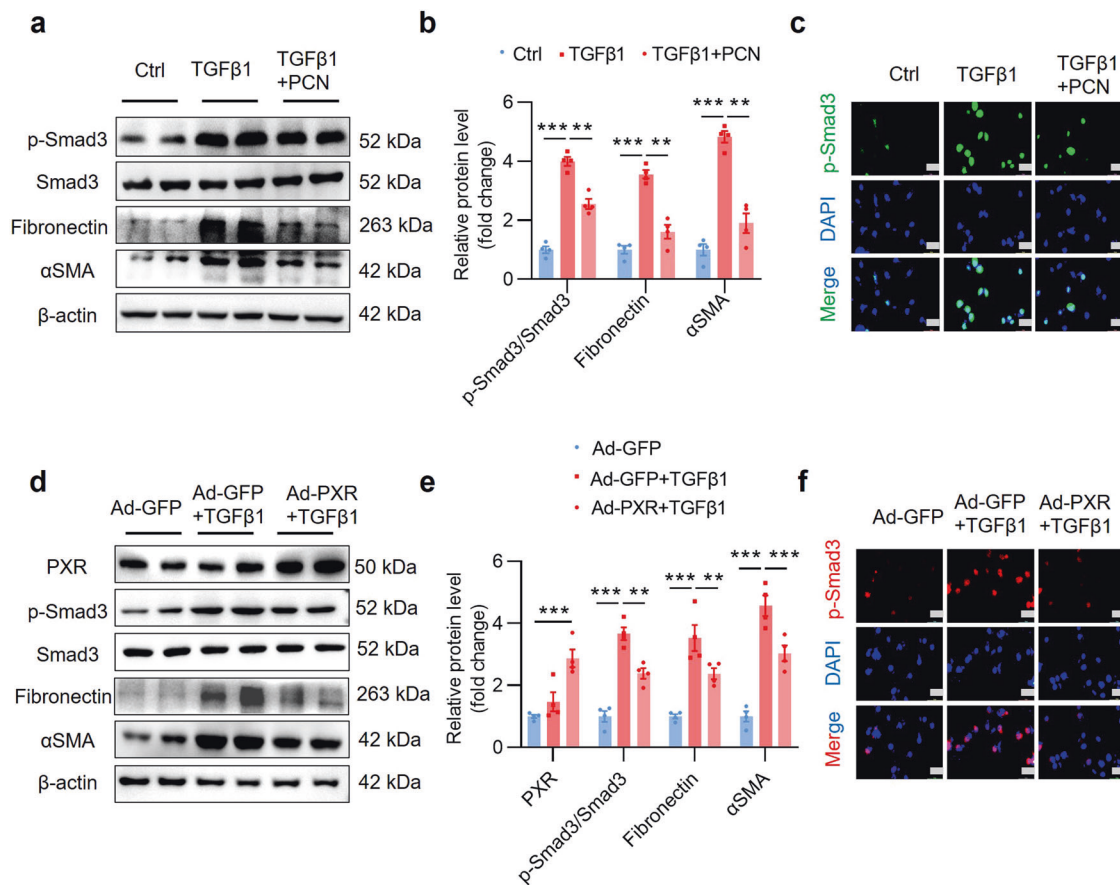 a
Ctrl
TGFβ1
TGFβ1
+PCN
p-Smad3
52 kDa
Smad3
52 kDa
Fibronectin
263 kDa
αSMA
42 kDa
β-actin
42 kDa
b
Ctrl
TGFβ1
TGFβ1+PCN
Relative protein level
(fold change)
6
4
2
0
*** **
*** **
*** **
p-Smad3/Smad3
Fibronectin
αSMA
c
Ctrl
TGFβ1
TGFβ1
+PCN
p-Smad3
DAPI
Merge
d
Ad-GFP
Ad-GFP
+TGFβ1
Ad-PXR
+TGFβ1
PXR
50 kDa
p-Smad3
52 kDa
Smad3
52 kDa
Fibronectin
263 kDa
αSMA
42 kDa
β-actin
42 kDa
e
Ad-GFP
Ad-GFP+TGFβ1
Ad-PXR+TGFβ1
Relative protein level
(fold change)
6
4
2
0
***
*** **
*** **
*** ***
PXR
p-Smad3/Smad3
Fibronectin
αSMA
f
Ad-GFP
Ad-GFP
+TGFβ1
Ad-PXR
+TGFβ1
p-Smad3
DAPI
Merge